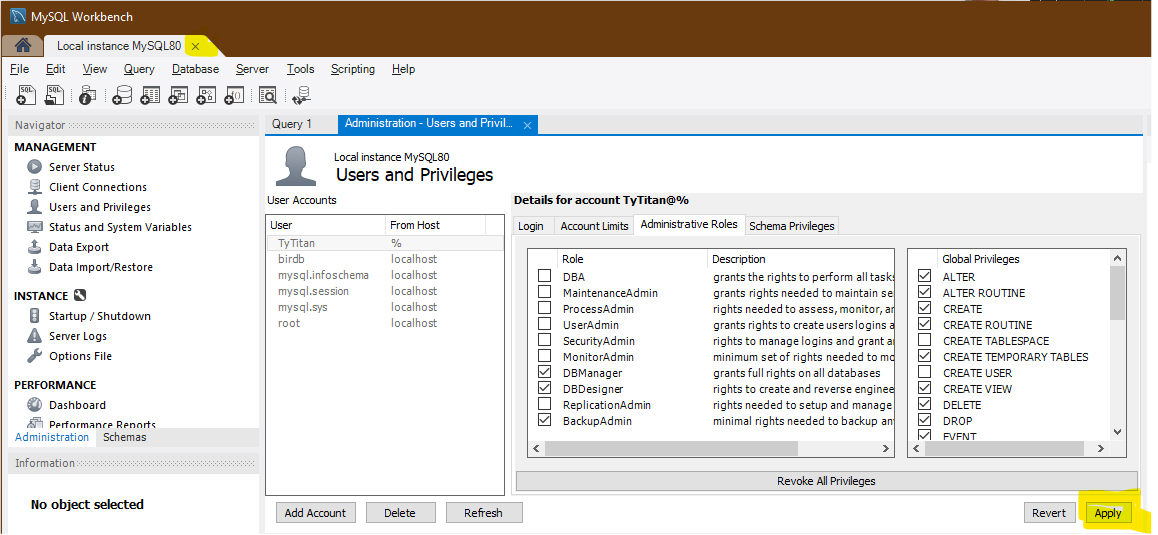 MySQL Workbench
Local instance MySQL80
File Edit View Query Database Server Tools Scripting Help
Navigator
MANAGEMENT
Server Status
Client Connections
Users and Privileges
Status and System Variables
Data Export
Data Import/Restore
INSTANCE
Startup / Shutdown
Server Logs
Options File
PERFORMANCE
Dashboard
Performance Reports
Administration Schemas
Information
No object selected
Query 1 Administration - Users and Privil...
Local instance MySQL80
Users and Privileges
User Accounts
User From Host
TyTitan %
birdb localhost
mysql.infoschema localhost
mysql.session localhost
mysql.sys localhost
root localhost
Add Account Delete Refresh
Details for account TyTitan@%
Login Account Limits Administrative Roles Schema Privileges
Role Description
DBA grants the rights to perform all tasks
MaintenanceAdmin grants rights needed to maintain se
ProcessAdmin rights needed to assess, monitor, an
UserAdmin grants rights to create users logins a
SecurityAdmin rights to manage logins and grant a
MonitorAdmin minimum set of rights needed to mo
DBManager grants full rights on all databases
DBDesigner rights to create and reverse enginee
ReplicationAdmin rights needed to setup and manage
BackupAdmin minimal rights needed to backup an
Global Privileges
ALTER
ALTER ROUTINE
CREATE
CREATE ROUTINE
CREATE TABLESPACE
CREATE TEMPORARY TABLES
CREATE USER
CREATE VIEW
DELETE
DROP
EVENT
Revoke All Privileges
Revert Apply